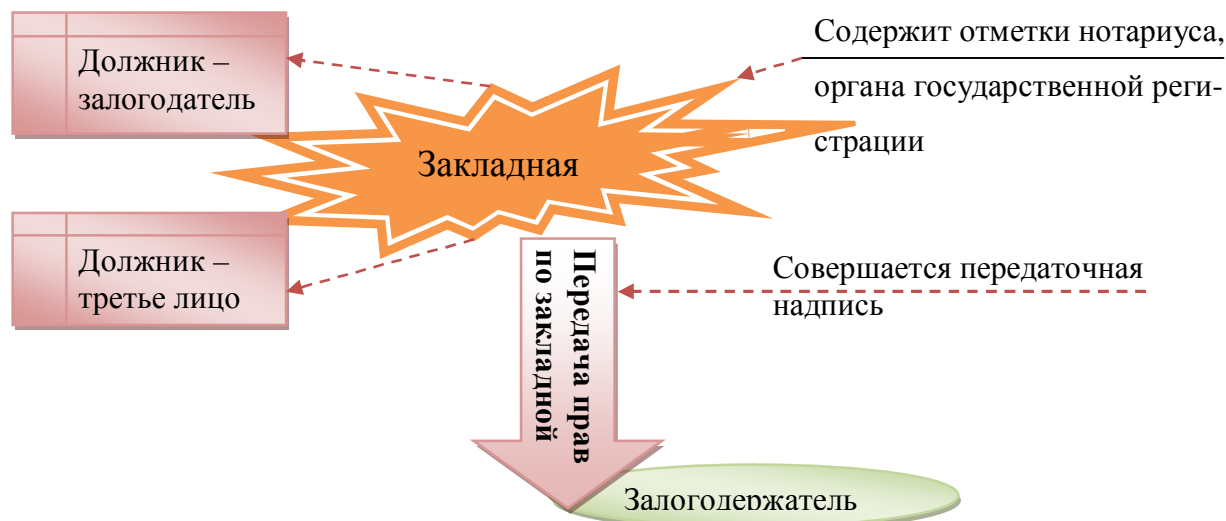 Должник –
залогодатель
Содержит отметки нотариуса,
органа государственной реги-
страции
Закладная
Должник –
третье лицо
Передача прав
по закладной
Совершается передаточная
надпись
Залогодержатель